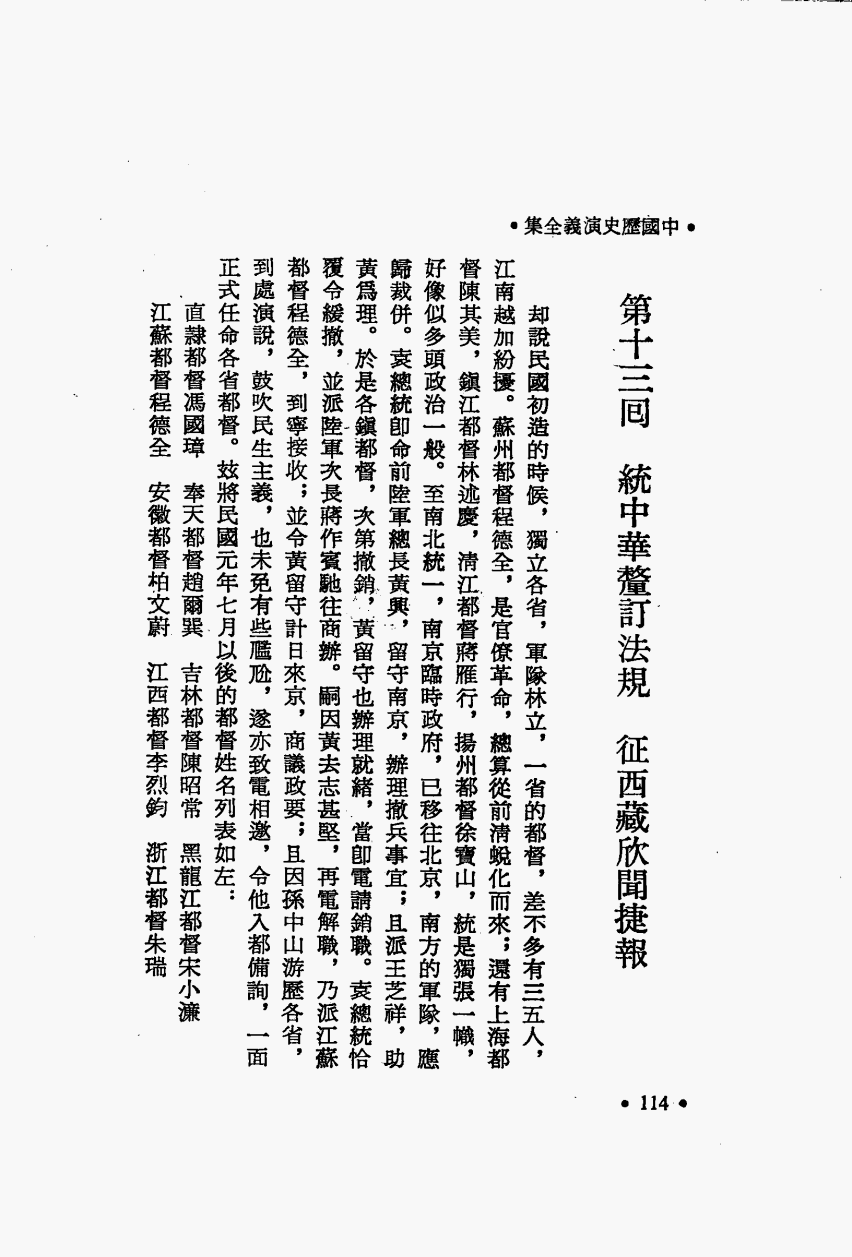 •中國歷史演義全集•
第十三回　統中華釐訂法規　征西藏欣聞捷報
却說民國初造的時候，獨立各省，軍隊林立，一省的都督，差不多有三五人，
江南越加紛擾。蘇州都督程德全，是官僚革命，總算從前清蛻化而來；還有上海都
督陳其美，鎮江都督林述慶，清江都督蔣雁行，揚州都督徐寶山，統是獨張一幟，
好像似多頭政治一般。至南北統一，南京臨時政府，已移往北京，南方的軍隊，應
歸裁併。袁總統卽命前陸軍總長黃興，留守南京，辦理撤兵事宜；且派王芝祥，助
黃爲理。於是各鎮都督，次第撤銷，黃留守也辦理就緒，當卽電請銷職。袁總統恰
覆令緩撤，並派陸軍次長蔣作賓馳往商辦。嗣因黃去志甚堅，再電解職，乃派江蘇
都督程德全，到寧接收；並令黃留守計日來京，商議政要；且因孫中山游歷各省，
到處演說，鼓吹民生主義，也未免有些尶尬，遂亦致電相邀，令他入都備詢，一面
正式任命各省都督。玆將民國元年七月以後的都督姓名列表如左：
直隸都督馮國璋　奉天都督趙爾巽　吉林都督陳昭常　黑龍江都督宋小濂
江蘇都督程德全　安徽都督柏文蔚　江西都督李烈鈞　浙江都督朱瑞
•114•